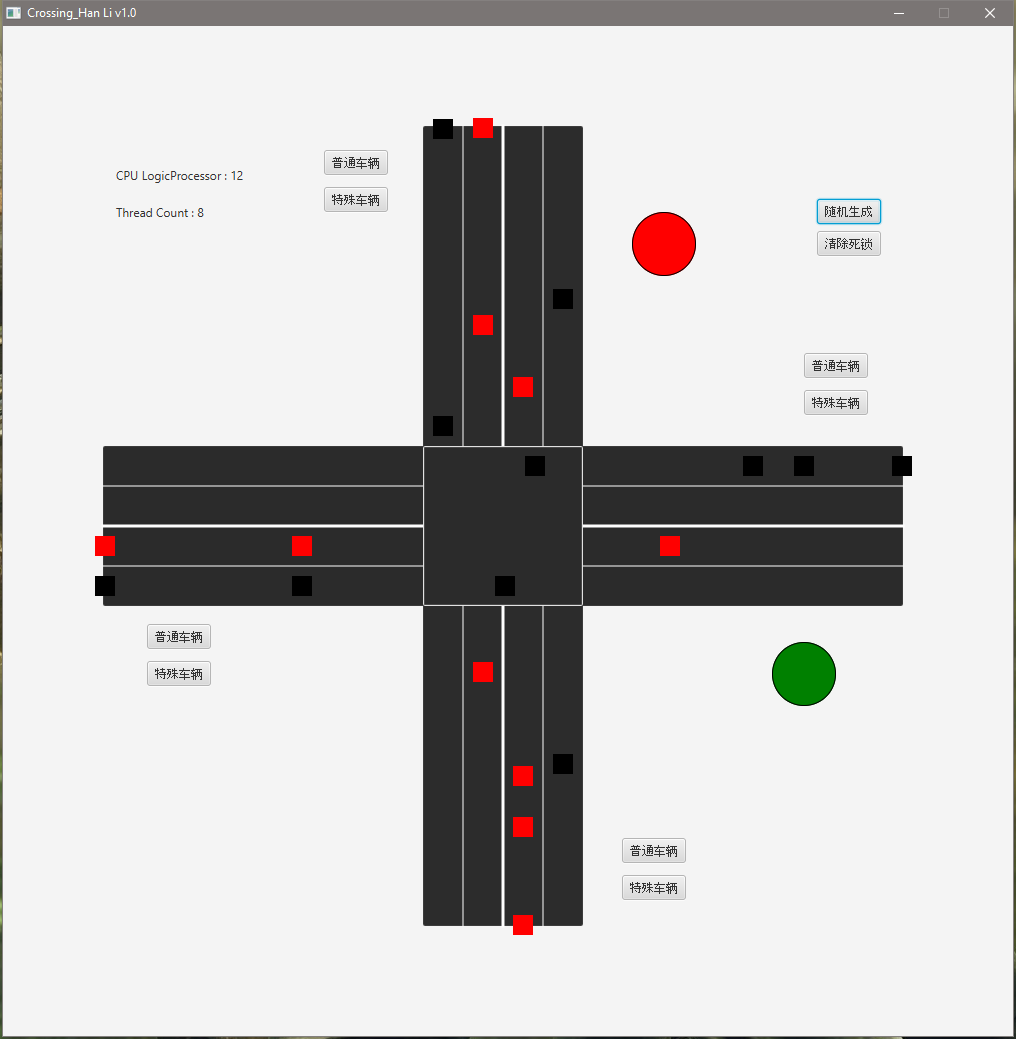 Crossing_Han Li v1.0
CPU LogicProcessor : 12
Thread Count : 8
普通车辆
特殊车辆
随机生成
清除死锁
普通车辆
特殊车辆
普通车辆
特殊车辆
普通车辆
特殊车辆